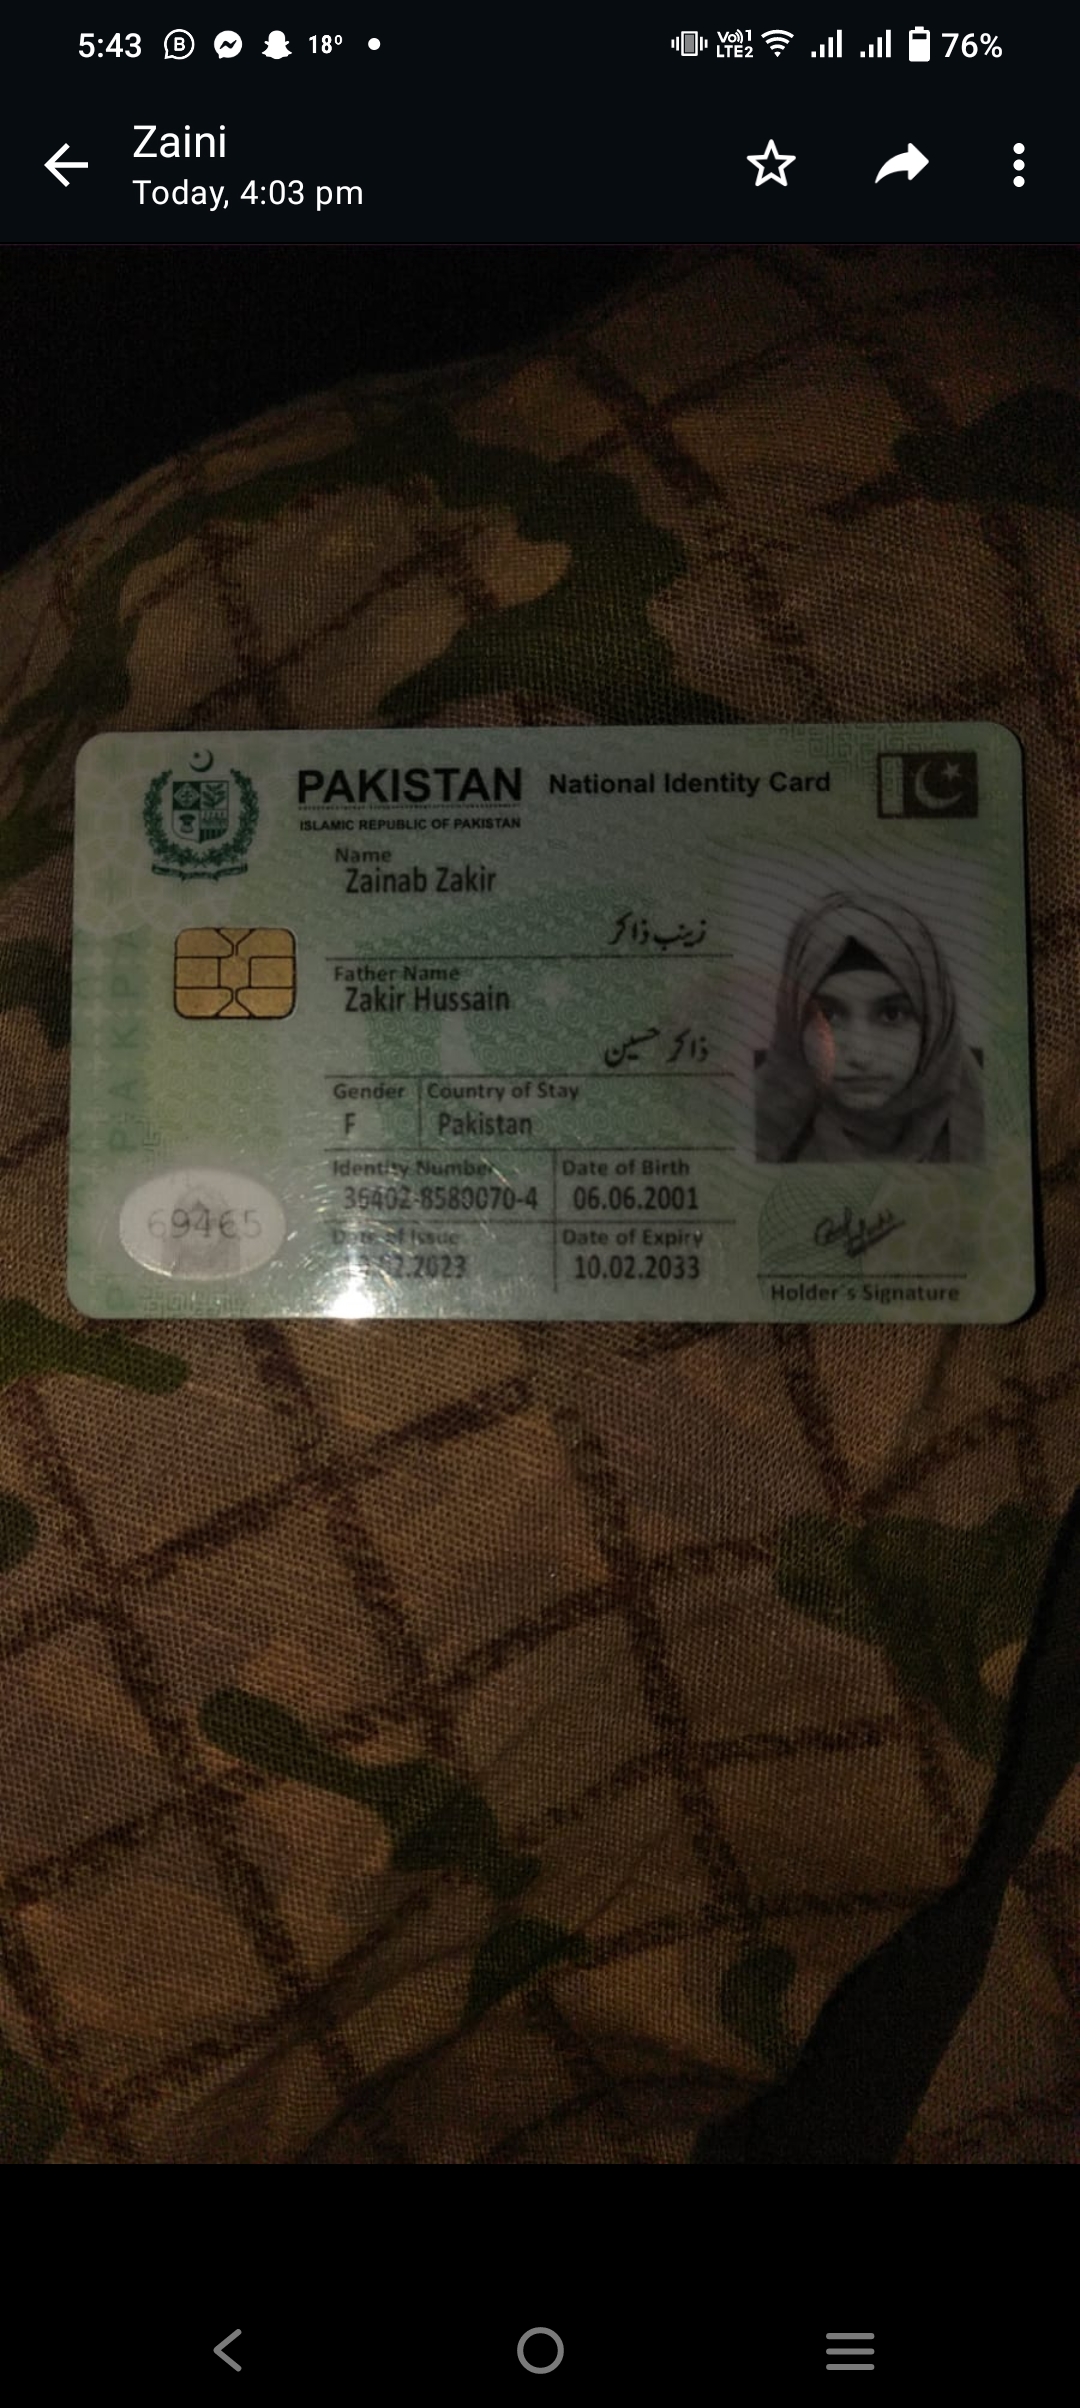 5:43 18° Vo)) 1 LTE2 76%
Zaini
Today, 4:03 pm
PAKISTAN National Identity Card
ISLAMIC REPUBLIC OF PAKISTAN
Name
Zainab Zakir
زینب ذاکر
Father Name
Zakir Hussain
ذاکر حسین
Gender Country of Stay
F Pakistan
Identity Number Date of Birth
36402-8580070-4 06.06.2001
69465
Date of Issue Date of Expiry
.02.2023 10.02.2033
Holder's Signature